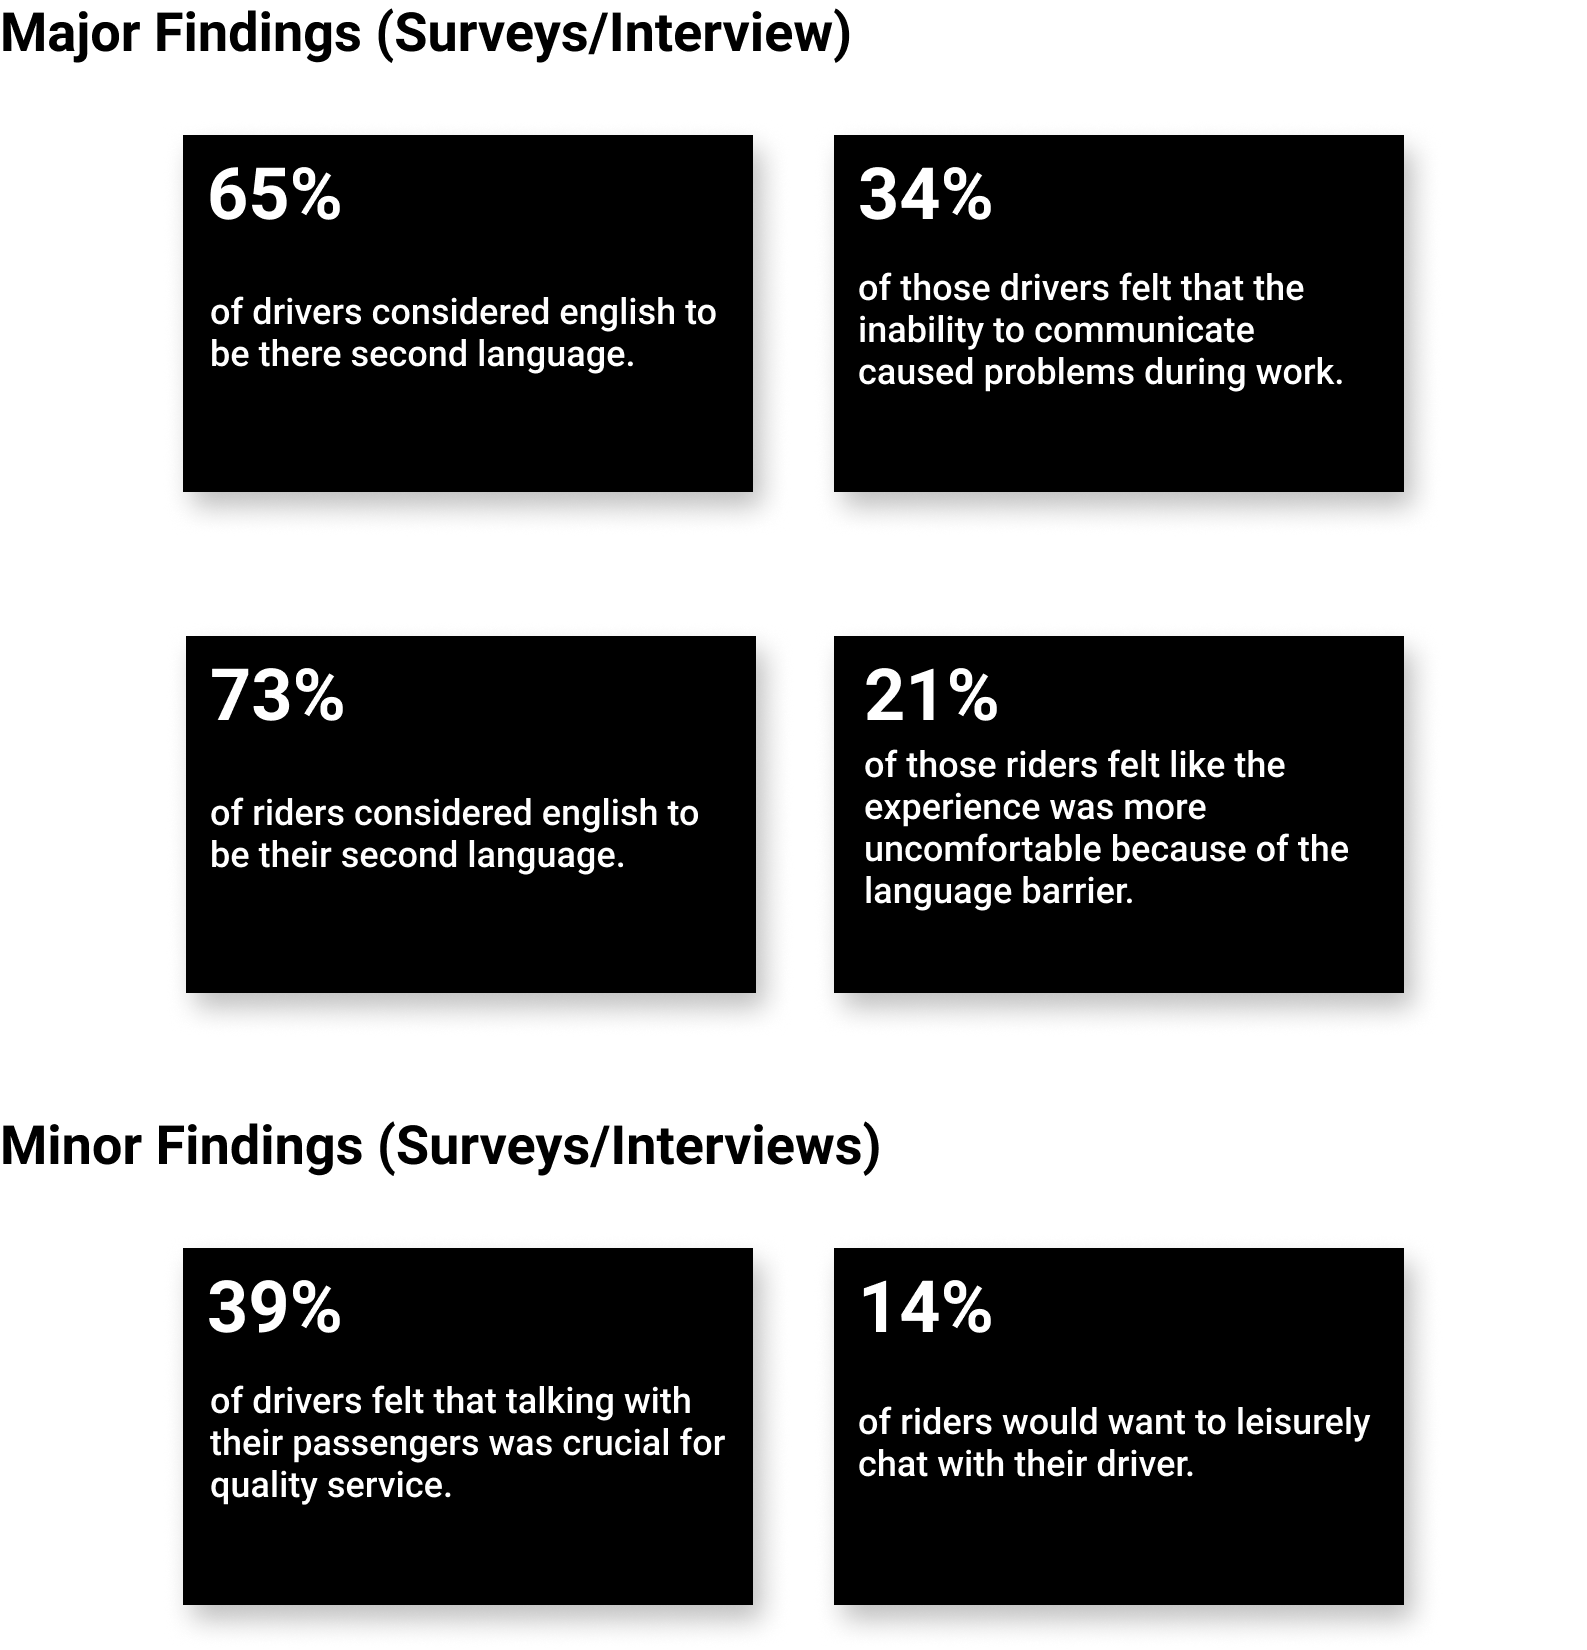 Major Findings (Surveys/Interview)
65%
of drivers considered english to
be there second language.
34%
of those drivers felt that the
inability to communicate
caused problems during work.
73%
of riders considered english to
be their second language.
21%
of those riders felt like the
experience was more
uncomfortable because of the
language barrier.
Minor Findings (Surveys/Interviews)
39%
of drivers felt that talking with
their passengers was crucial for
quality service.
14%
of riders would want to leisurely
chat with their driver.